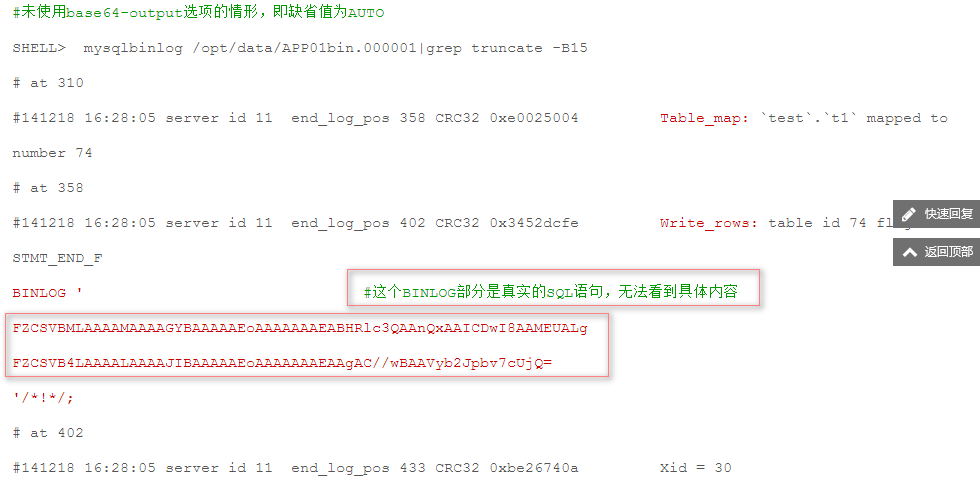 #未使用base64-output选项的情形，即缺省值为AUTO
SHELL>  mysqlbinlog /opt/data/APP01bin.000001|grep truncate -B15
# at 310
#141218 16:28:05 server id 11  end_log_pos 358 CRC32 0xe0025004         Table_map: `test`.`t1` mapped to
number 74
# at 358
#141218 16:28:05 server id 11  end_log_pos 402 CRC32 0x3452dcfe         Write_rows: table id 74
快速回复
返回顶部
STMT_END_F
BINLOG '                               #这个BINLOG部分是真实的SQL语句，无法看到具体内容
FZCSVBMLAAAAMAAAAGYBAAAAAEoAAAAAAAEABHRlc3QAAnQxAAICDwI8AAMEUALg
FZCSVB4LAAAALAAAAJIBAAAAAEoAAAAAAAEAAgAC//wBAAVyb2Jpbv7cUjQ=
'/*!*/;
# at 402
#141218 16:28:05 server id 11  end_log_pos 433 CRC32 0xbe26740a         Xid = 30